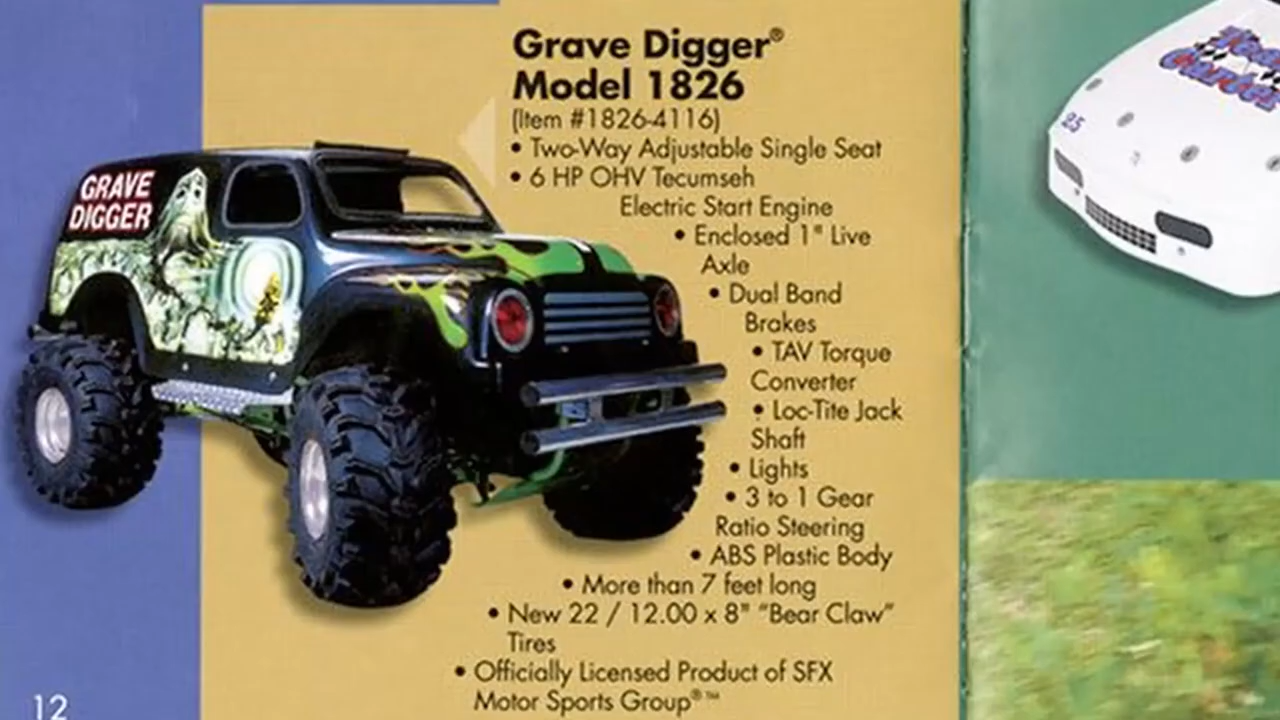 Grave Digger®
Model 1826
(Item #1826-4116)
• Two-Way Adjustable Single Seat
• 6 HP OHV Tecumseh
Electric Start Engine
• Enclosed 1" Live
Axle
• Dual Band
Brakes
• TAV Torque
Converter
• Loc-Tite Jack
Shaft
• Lights
• 3 to 1 Gear
Ratio Steering
• ABS Plastic Body
• More than 7 feet long
• New 22 / 12.00 x 8" "Bear Claw"
Tires
• Officially Licensed Product of SFX
Motor Sports Group®™
GRAVE
DIGGER
12
25